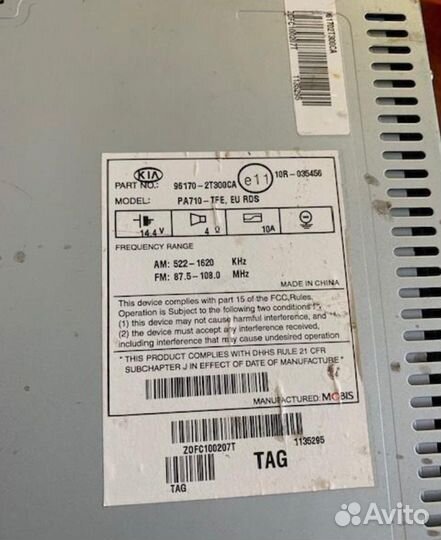 96170-2T300CA
ZOFC100207T
1135295
KIA
PART NO.: 96170-2T300CA e11 10R-035456
MODEL: PA710-TFE, EU RDS
14.4 V 4 Ω 10A
FREQUENCY RANGE
AM: 522-1620 KHz
FM: 87.5-108.0 MHz
MADE IN CHINA
This device complies with part 15 of the FCC,Rules.
Operation is Subject to the following two conditions
(1) this device may not cause harmful interference, and
(2) the device must accept any interference received,
including interference that may cause undesired operation
" THIS PRODUCT COMPLIES WITH DHHS RULE 21 CFR
SUBCHAPTER J IN EFFECT OF DATE OF MANUFACTURE "
MANUFACTURED: MOBIS
ZOFC100207T 1135295
TAG TAG
Avito